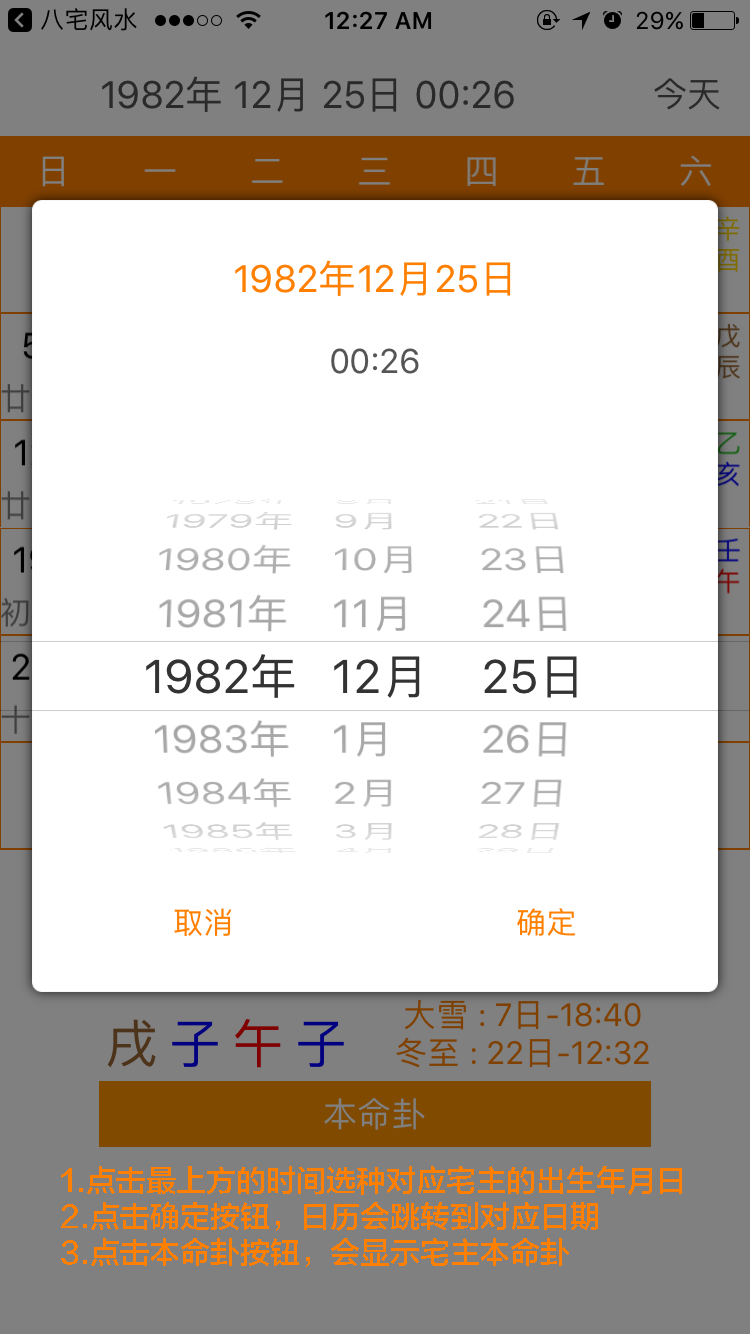 八宅风水 12:27 AM 29%
1982年 12月 25日 00:26 今天
日 一 二 三 四 五 六
辛
酉
1982年12月25日
戊
辰
00:26
廿
乙
亥
廿
1979年 9月 22日
壬
1980年 10月 23日
午
1981年 11月 24日
初
1982年 12月 25日
十
1983年 1月 26日
1984年 2月 27日
1985年 3月 28日
取消 确定
大雪 : 7日-18:40
戌 子 午 子
冬至 : 22日-12:32
本命卦
1.点击最上方的时间选种对应宅主的出生年月日
2.点击确定按钮，日历会跳转到对应日期
3.点击本命卦按钮，会显示宅主本命卦